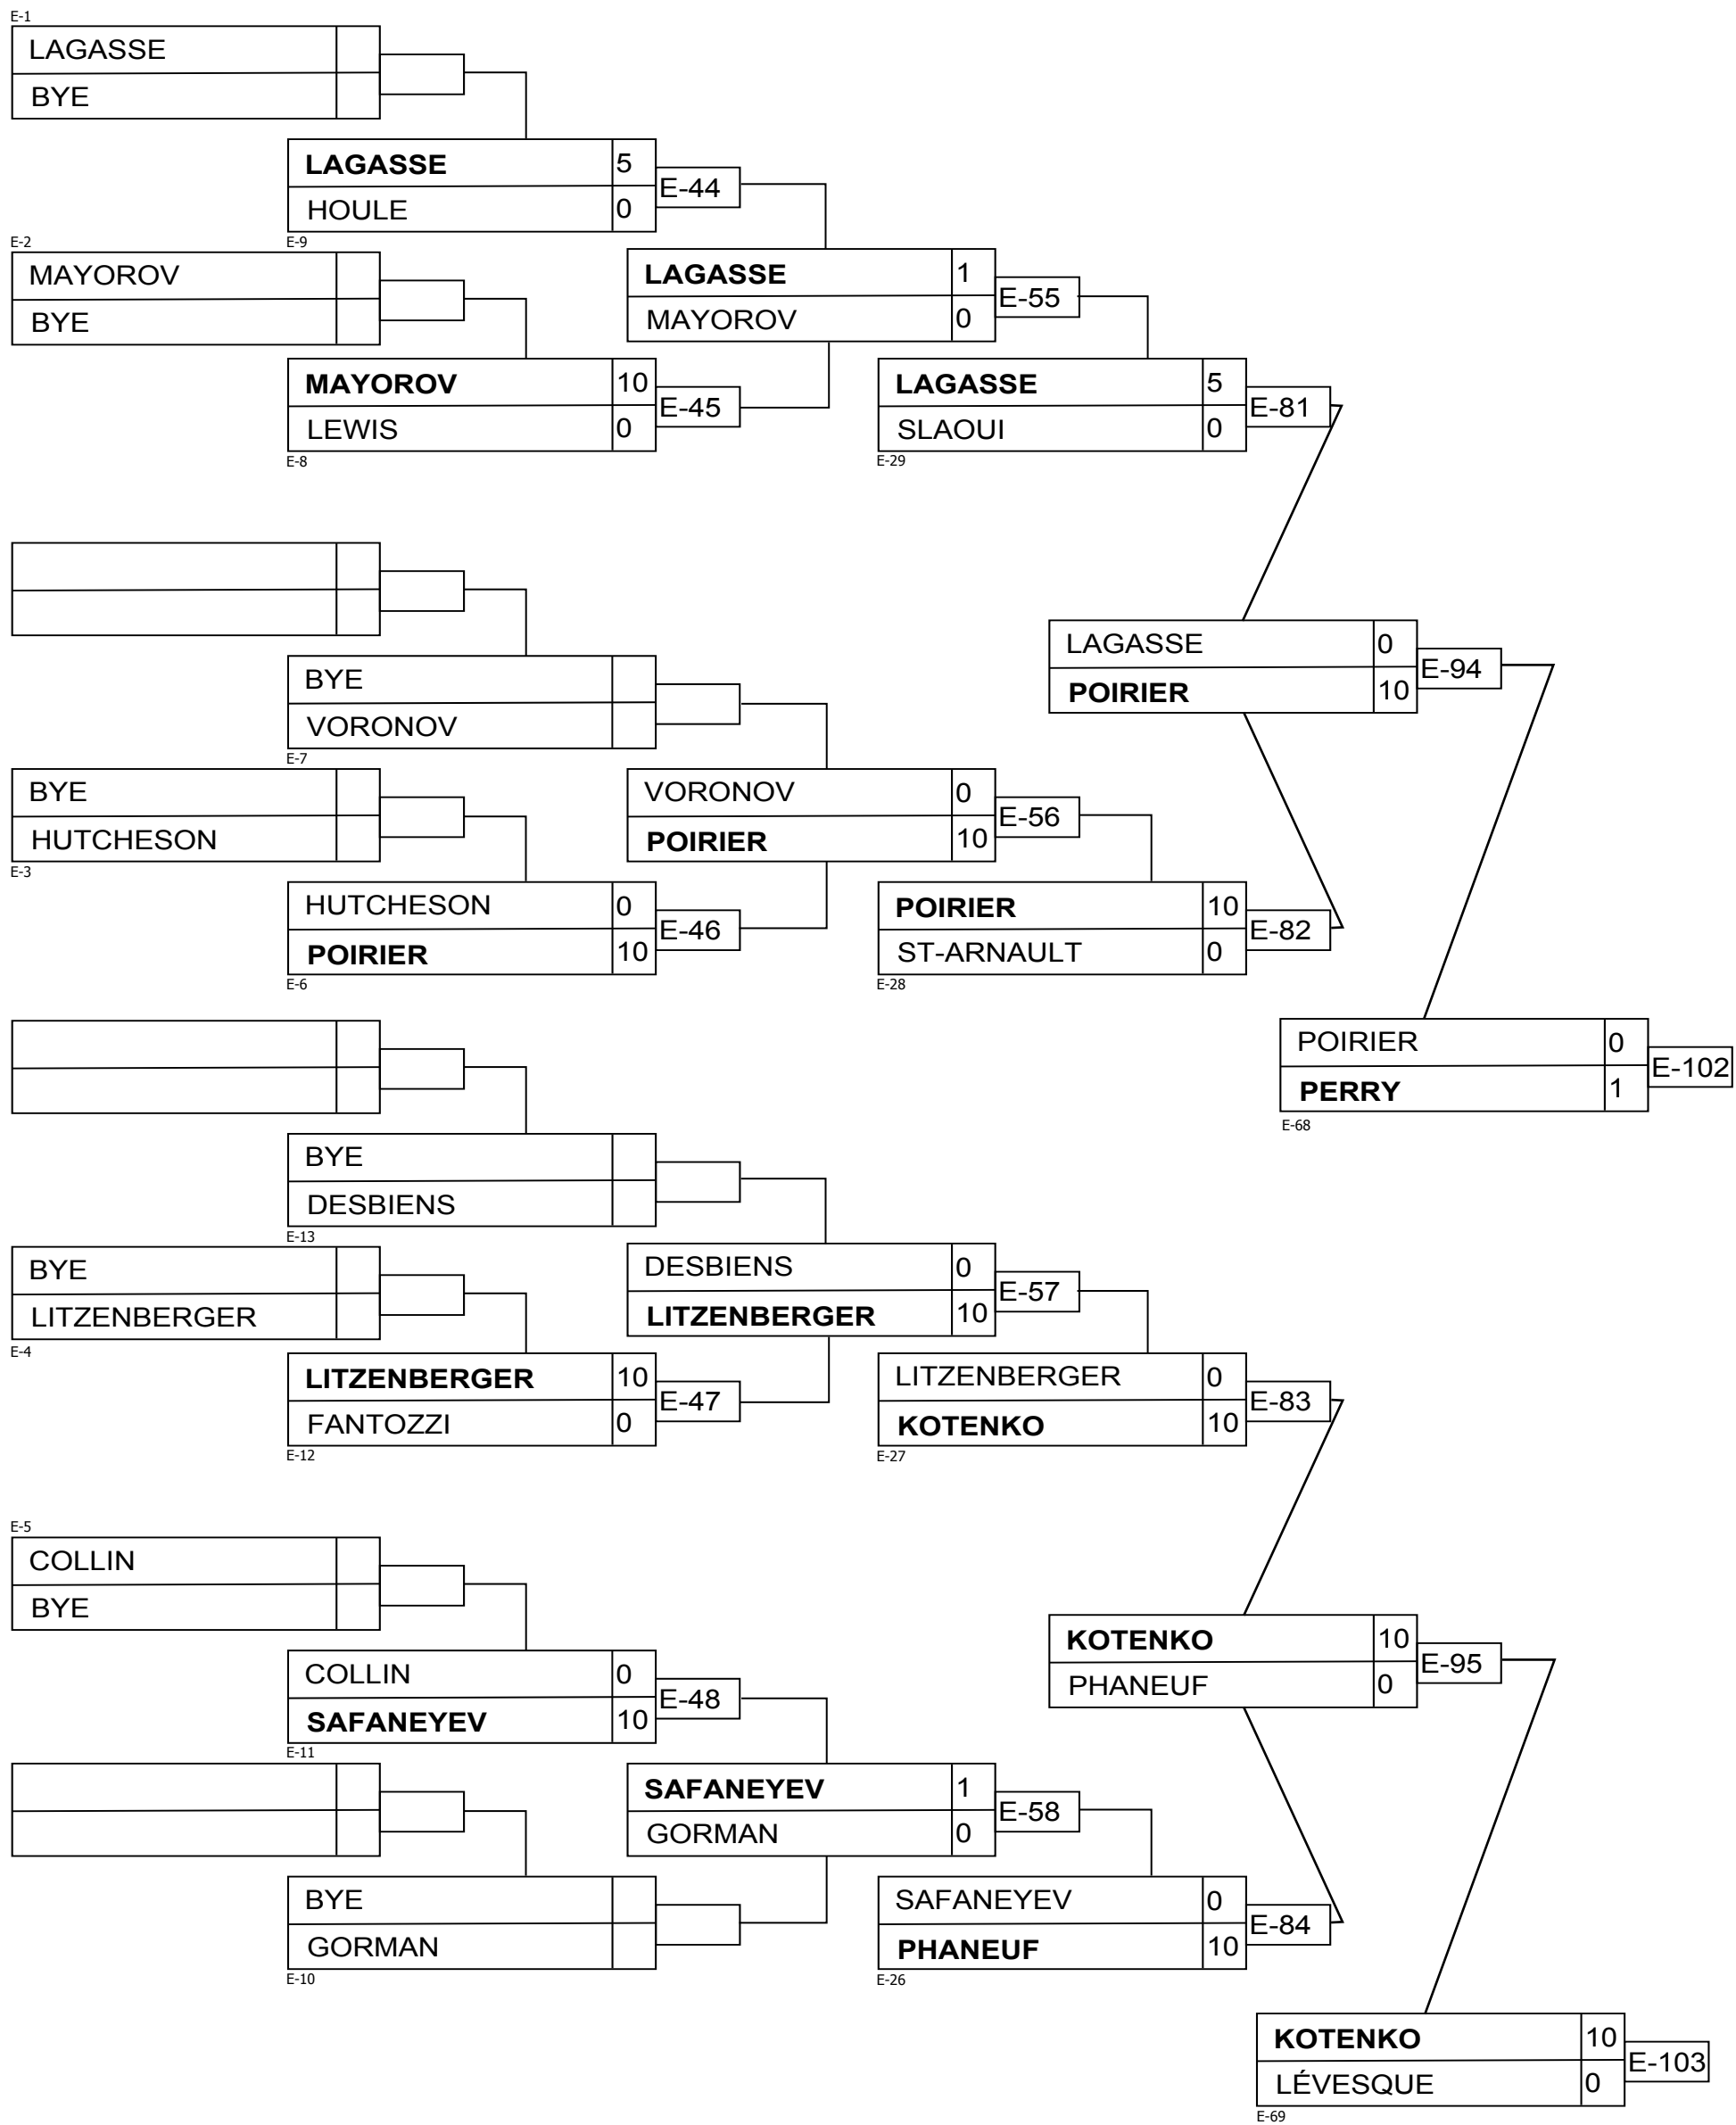 E-1
LAGASSE
BYE
LAGASSE 5
HOULE 0
E-44
E-9
E-2
MAYOROV
BYE
LAGASSE 1
MAYOROV 0
E-55
MAYOROV 10
LEWIS 0
E-45
E-8
LAGASSE 5
SLAOUI 0
E-81
E-29
LAGASSE 0
POIRIER 10
E-94
BYE
VORONOV
E-7
BYE
HUTCHESON
E-3
VORONOV 0
POIRIER 10
E-56
HUTCHESON 0
POIRIER 10
E-46
E-6
POIRIER 10
ST-ARNAULT 0
E-82
E-28
POIRIER 0
PERRY 1
E-102
E-68
BYE
DESBIENS
E-13
BYE
LITZENBERGER
E-4
DESBIENS 0
LITZENBERGER 10
E-57
LITZENBERGER 10
FANTOZZI 0
E-47
E-12
LITZENBERGER 0
KOTENKO 10
E-83
E-27
E-5
COLLIN
BYE
KOTENKO 10
PHANEUF 0
E-95
COLLIN 0
SAFANEYEV 10
E-48
E-11
SAFANEYEV 1
GORMAN 0
E-58
BYE
GORMAN
E-10
SAFANEYEV 0
PHANEUF 10
E-84
E-26
KOTENKO 10
LÉVESQUE 0
E-103
E-69